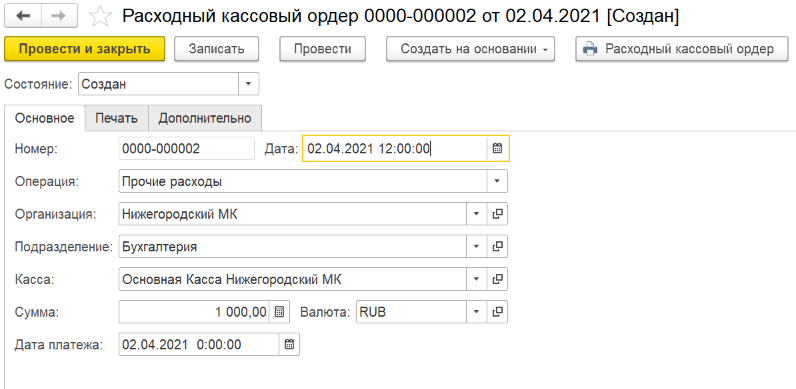 Расходный кассовый ордер 0000-000002 от 02.04.2021 [Создан]
Провести и закрыть Записать Провести Создать на основании Расходный кассовый ордер
Состояние: Создан
Основное Печать Дополнительно
Номер: 0000-000002 Дата: 02.04.2021 12:00:00
Операция: Прочие расходы
Организация: Нижегородский МК
Подразделение: Бухгалтерия
Касса: Основная Касса Нижегородский МК
Сумма: 1 000,00 Валюта: RUB
Дата платежа: 02.04.2021 0:00:00